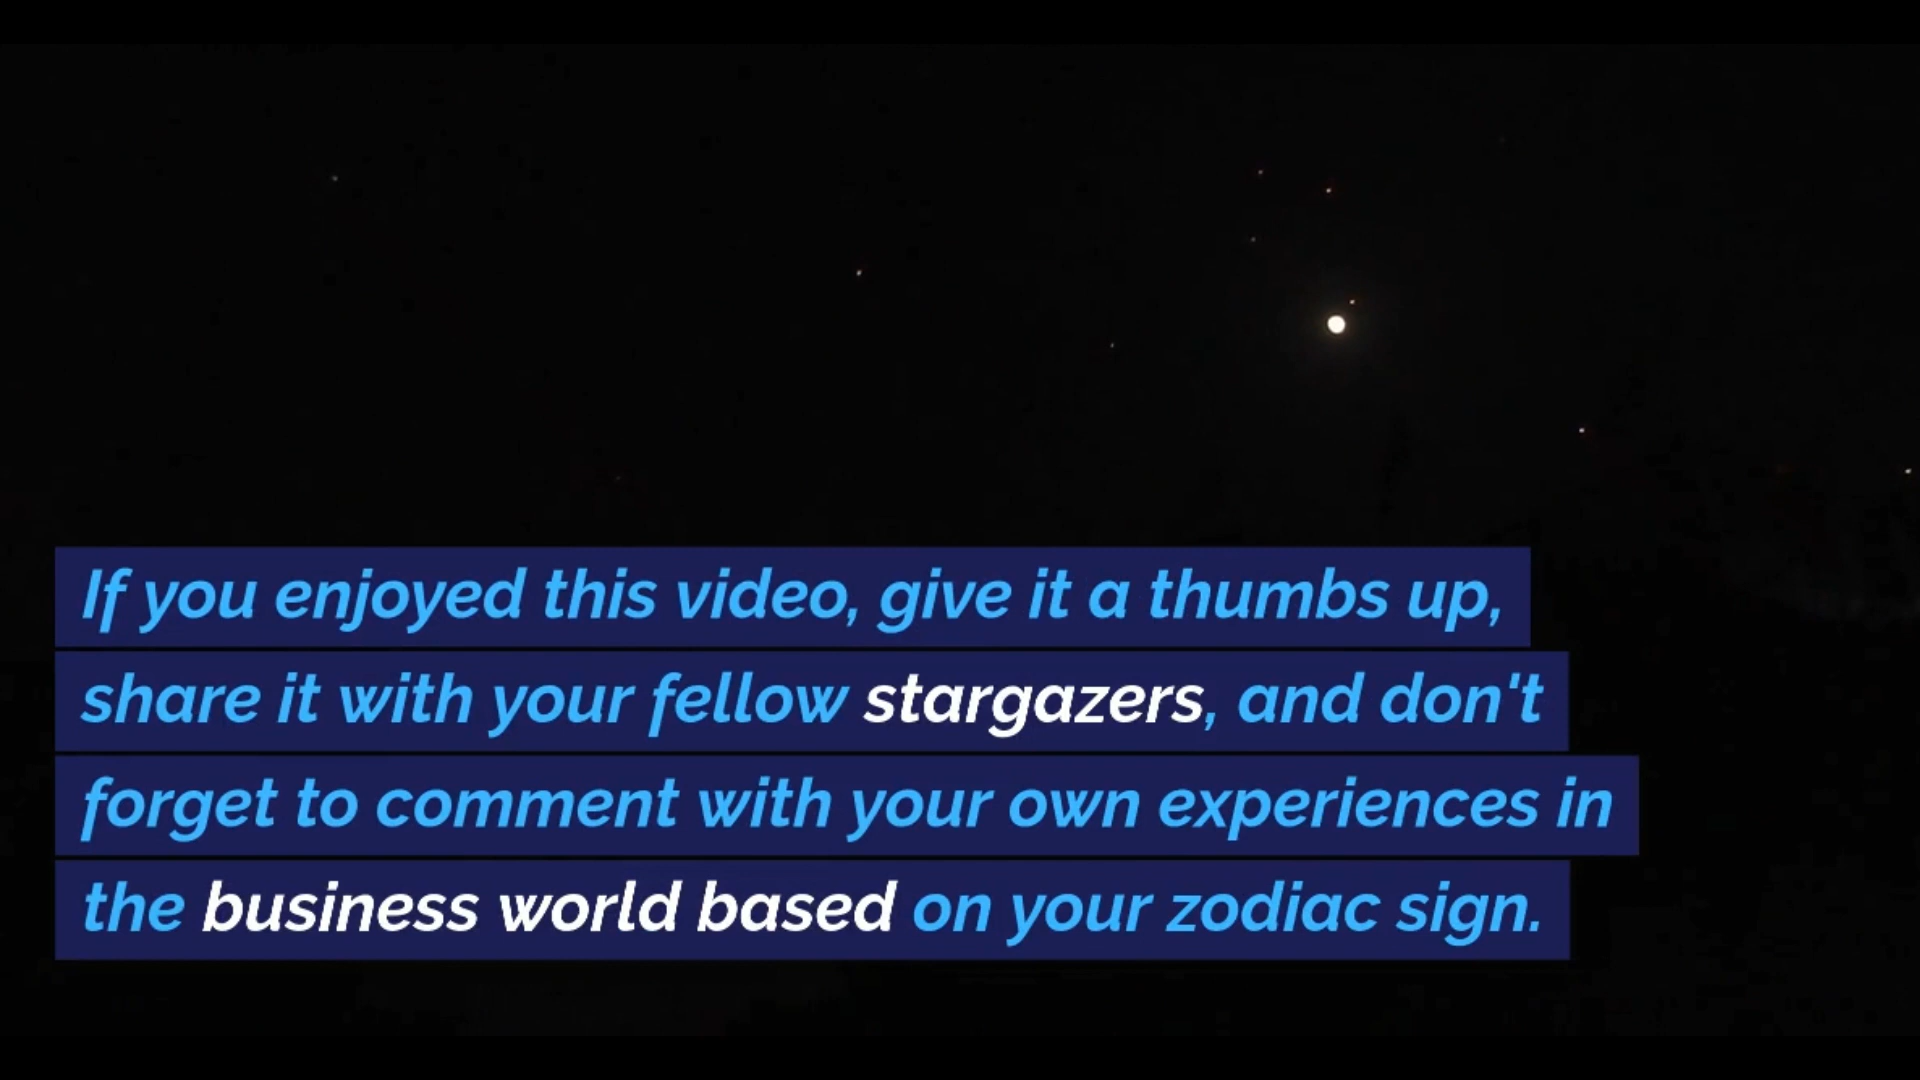 If you enjoyed this video, give it a thumbs up,
share it with your fellow stargazers, and don't
forget to comment with your own experiences in
the business world based on your zodiac sign.